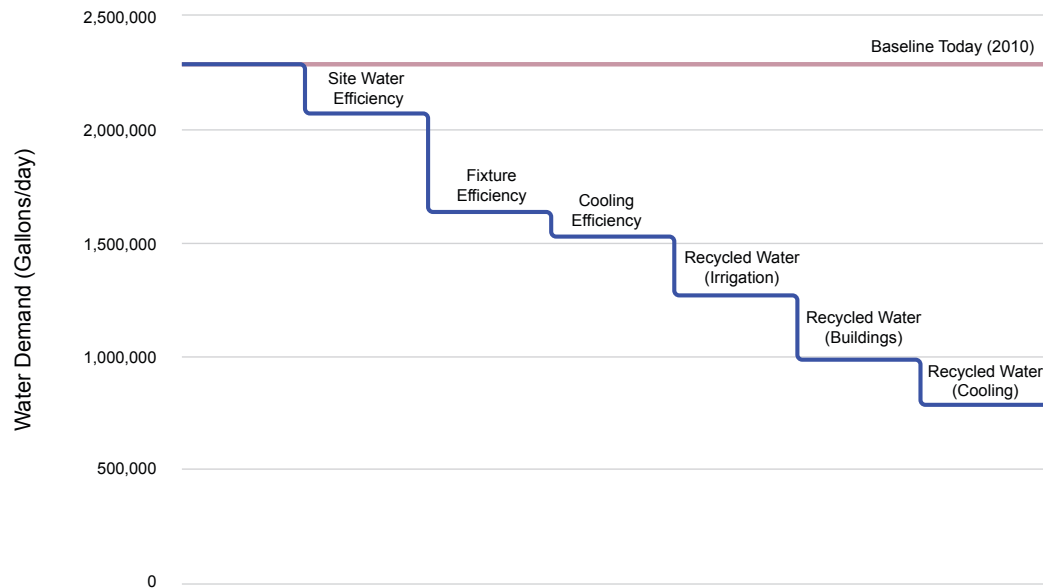 2,500,000
Baseline Today (2010)
Site Water
Efficiency
2,000,000
Fixture
Efficiency
Cooling
Efficiency
1,500,000
Recycled Water
(Irrigation)
Recycled Water
(Buildings)
1,000,000
Recycled Water
(Cooling)
500,000
0
Water Demand (Gallons/day)